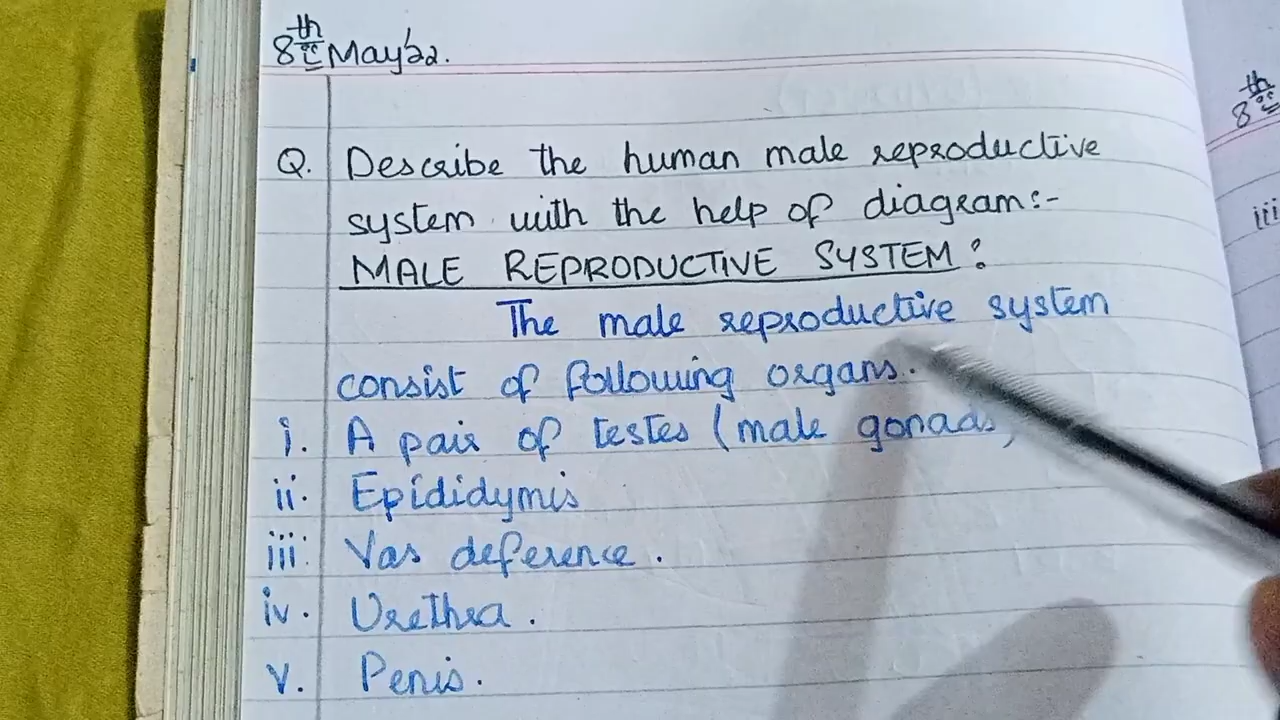 8th May'22.
Q. Describe the human male reproductive
system with the help of diagram:-
MALE REPRODUCTIVE SYSTEM:
The male reproductive system
consist of following organs.
i. A pair of testes (male gonads)
ii. Epididymis
iii. Vas deference.
iv. Urethra.
v. Penis.
8th
iii